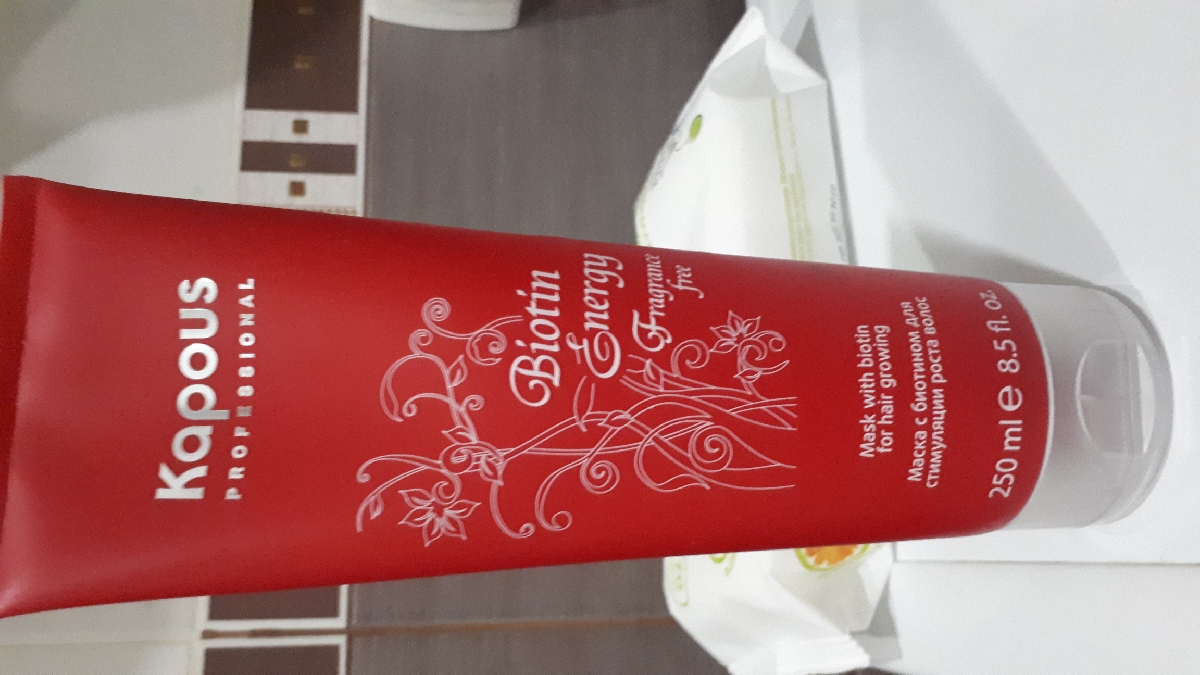 Kapous
PROFESSIONAL
Biotin
Energy
Fragrance
free
Mask with biotin
for hair growing
Маска с биотином для
стимуляции роста волос
250 ml e 8.5 fl. oz.